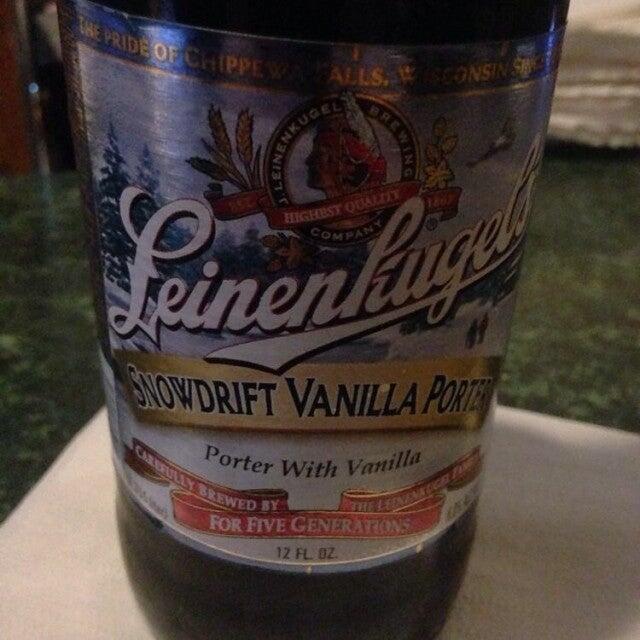 THE PRIDE OF CHIPPEWA FALLS, WISCONSIN
J. LEINENKUGEL BREWING
HIGHEST QUALITY
COMPANY
Leinenkugel's®
SNOWDRIFT VANILLA PORTER
Porter With Vanilla
CAREFULLY BREWED BY THE LEINENKUGEL FAMILY
FOR FIVE GENERATIONS
12 FL. OZ.